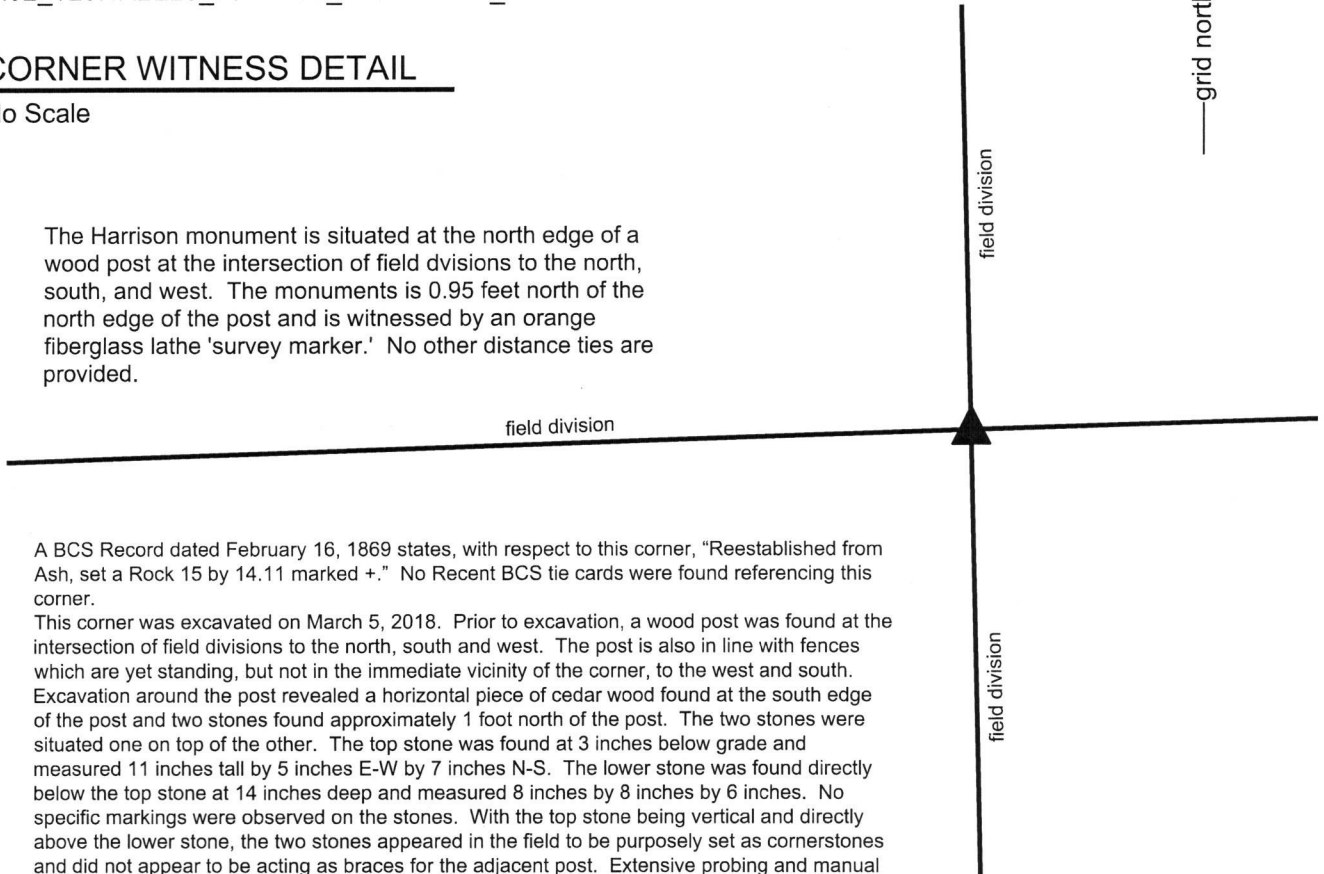 CORNER WITNESS DETAIL
No Scale
grid north
field division
The Harrison monument is situated at the north edge of a
wood post at the intersection of field dvisions to the north,
south, and west. The monuments is 0.95 feet north of the
north edge of the post and is witnessed by an orange
fiberglass lathe 'survey marker.' No other distance ties are
provided.
field division
A BCS Record dated February 16, 1869 states, with respect to this corner, “Reestablished from
Ash, set a Rock 15 by 14.11 marked +.” No Recent BCS tie cards were found referencing this
corner.
This corner was excavated on March 5, 2018. Prior to excavation, a wood post was found at the
intersection of field divisions to the north, south and west. The post is also in line with fences
which are yet standing, but not in the immediate vicinity of the corner, to the west and south.
Excavation around the post revealed a horizontal piece of cedar wood found at the south edge
of the post and two stones found approximately 1 foot north of the post. The two stones were
situated one on top of the other. The top stone was found at 3 inches below grade and
measured 11 inches tall by 5 inches E-W by 7 inches N-S. The lower stone was found directly
below the top stone at 14 inches deep and measured 8 inches by 8 inches by 6 inches. No
specific markings were observed on the stones. With the top stone being vertical and directly
above the lower stone, the two stones appeared in the field to be purposely set as cornerstones
and did not appear to be acting as braces for the adjacent post. Extensive probing and manual
field division